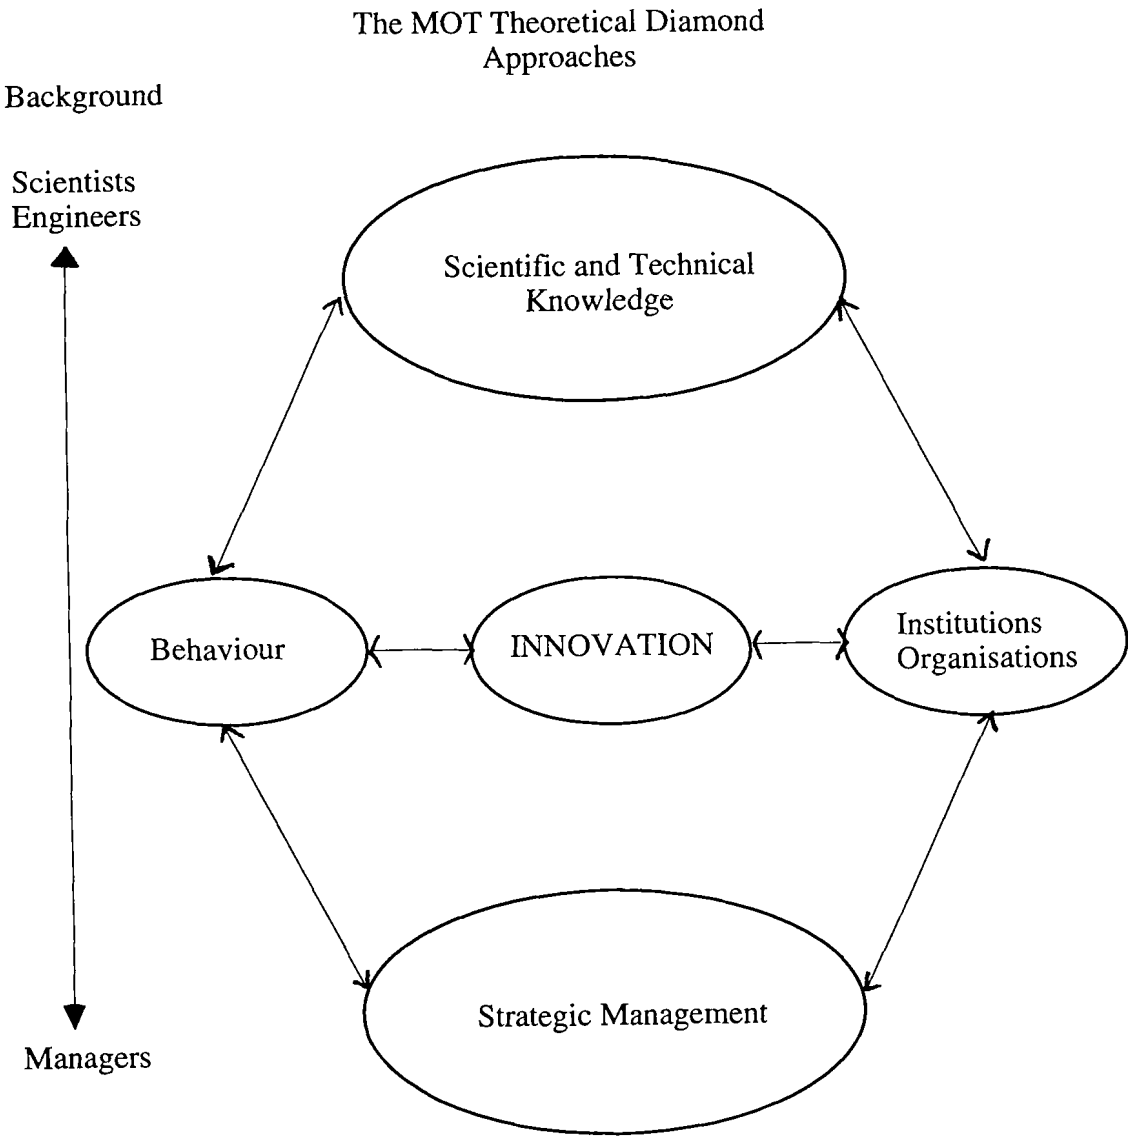 The MOT Theoretical Diamond
Approaches
Background
Scientists
Engineers
Scientific and Technical
Knowledge
Behaviour
INNOVATION
Institutions
Organisations
Strategic Management
Managers